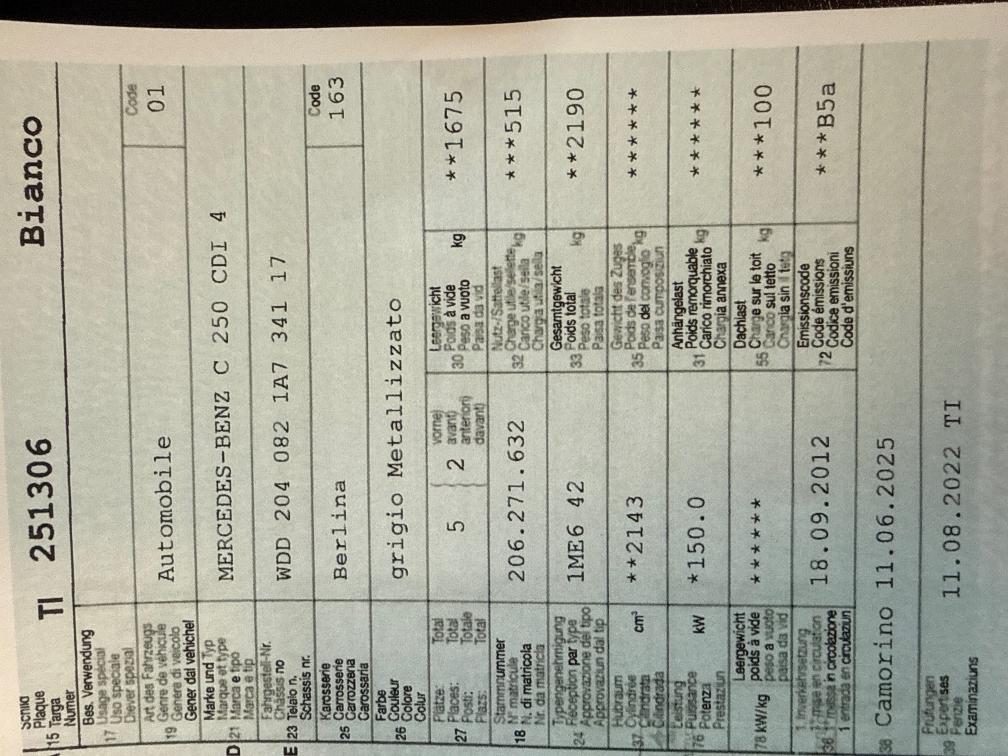 Schild
Plaque
15 Targa TI 251306 Bianco
Numer
Bes. Verwendung
Usage spécial
17 Uso speciale
Diever spezial
Art des Fahrzeugs Code
Genre de véhicule
19 Genere di veicolo Automobile 01
Gener dal vehichel
Marke und Typ
Marque et type
D 21 Marca e tipo MERCEDES-BENZ C 250 CDI 4
Marca e tip
Fahrgestell-Nr.
Châssis no
E 23 Telaio n. WDD 204 082 1A7 341 17
Schassis nr.
Karosserie Code
Carrosserie
25 Carrozzeria Berlina 163
Carossaria
Farbe
Couleur
26 Colore grigio Metallizzato
Colur
Plätze: Total vorne
Places: Total avant
27 Posti: Totale 5 2 anteriori
Plazs: Total davant
Leergewicht
Poids à vide
30 Peso a vuoto kg **1675
Paisa da vid
Stammnummer
N° matricule
18 N. di matricola 206.271.632
Nr. da matricla
Nutz-/Sattellast
Charge utile/sellette
32 Carico utile/sella kg ***515
Chargia utila/sella
Typengenehmigung
Réception par type
24 Approvazione del tipo 1ME6 42
Approvaziun dal tip
Gesamtgewicht
Poids total
33 Peso totale kg **2190
Paisa totala
Hubraum
Cylindrée
37 Cilindrata cm³ **2143
Cilindrada
Gewicht des Zuges
Poids de l'ensemble
35 Peso del convoglio kg ******
Paisa cumposiziun
Leistung
Puissance
76 Potenza kW *150.0
Prestaziun
Anhängelast
Poids remorquable
31 Carico rimorchiato kg ******
Chargia annexa
Leergewicht
poids à vide
78 kW/kg peso a vuoto ******
paisa da vid
Dachlast
Charge sur le toit
55 Carico sul tetto kg ***100
Chargia sin il tetg
1. Inverkehrsetzung
1re mise en circulation
36 1a messa in circolazione 18.09.2012
1. entrada en circulaziun
Emissionscode
Code émissions
72 Codice emissioni ***B5a
Code d'emissiuns
38 Camorino 11.06.2025
Prüfungen
Expertises
39 Perizie 11.08.2022 TI
Examinaziuns